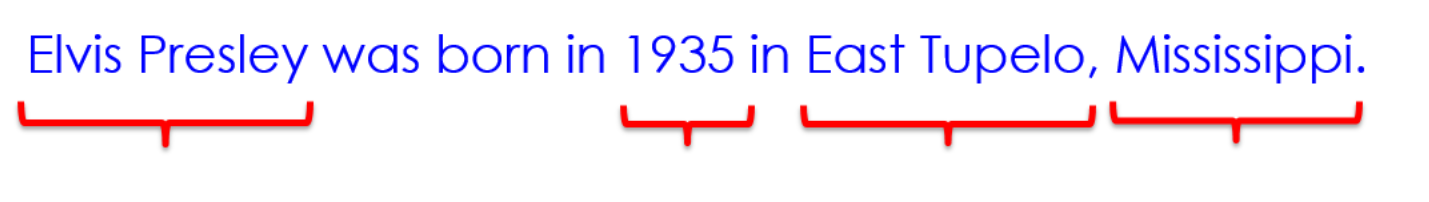 Elvis Presley was born in 1935 in East Tupelo, Mississippi.